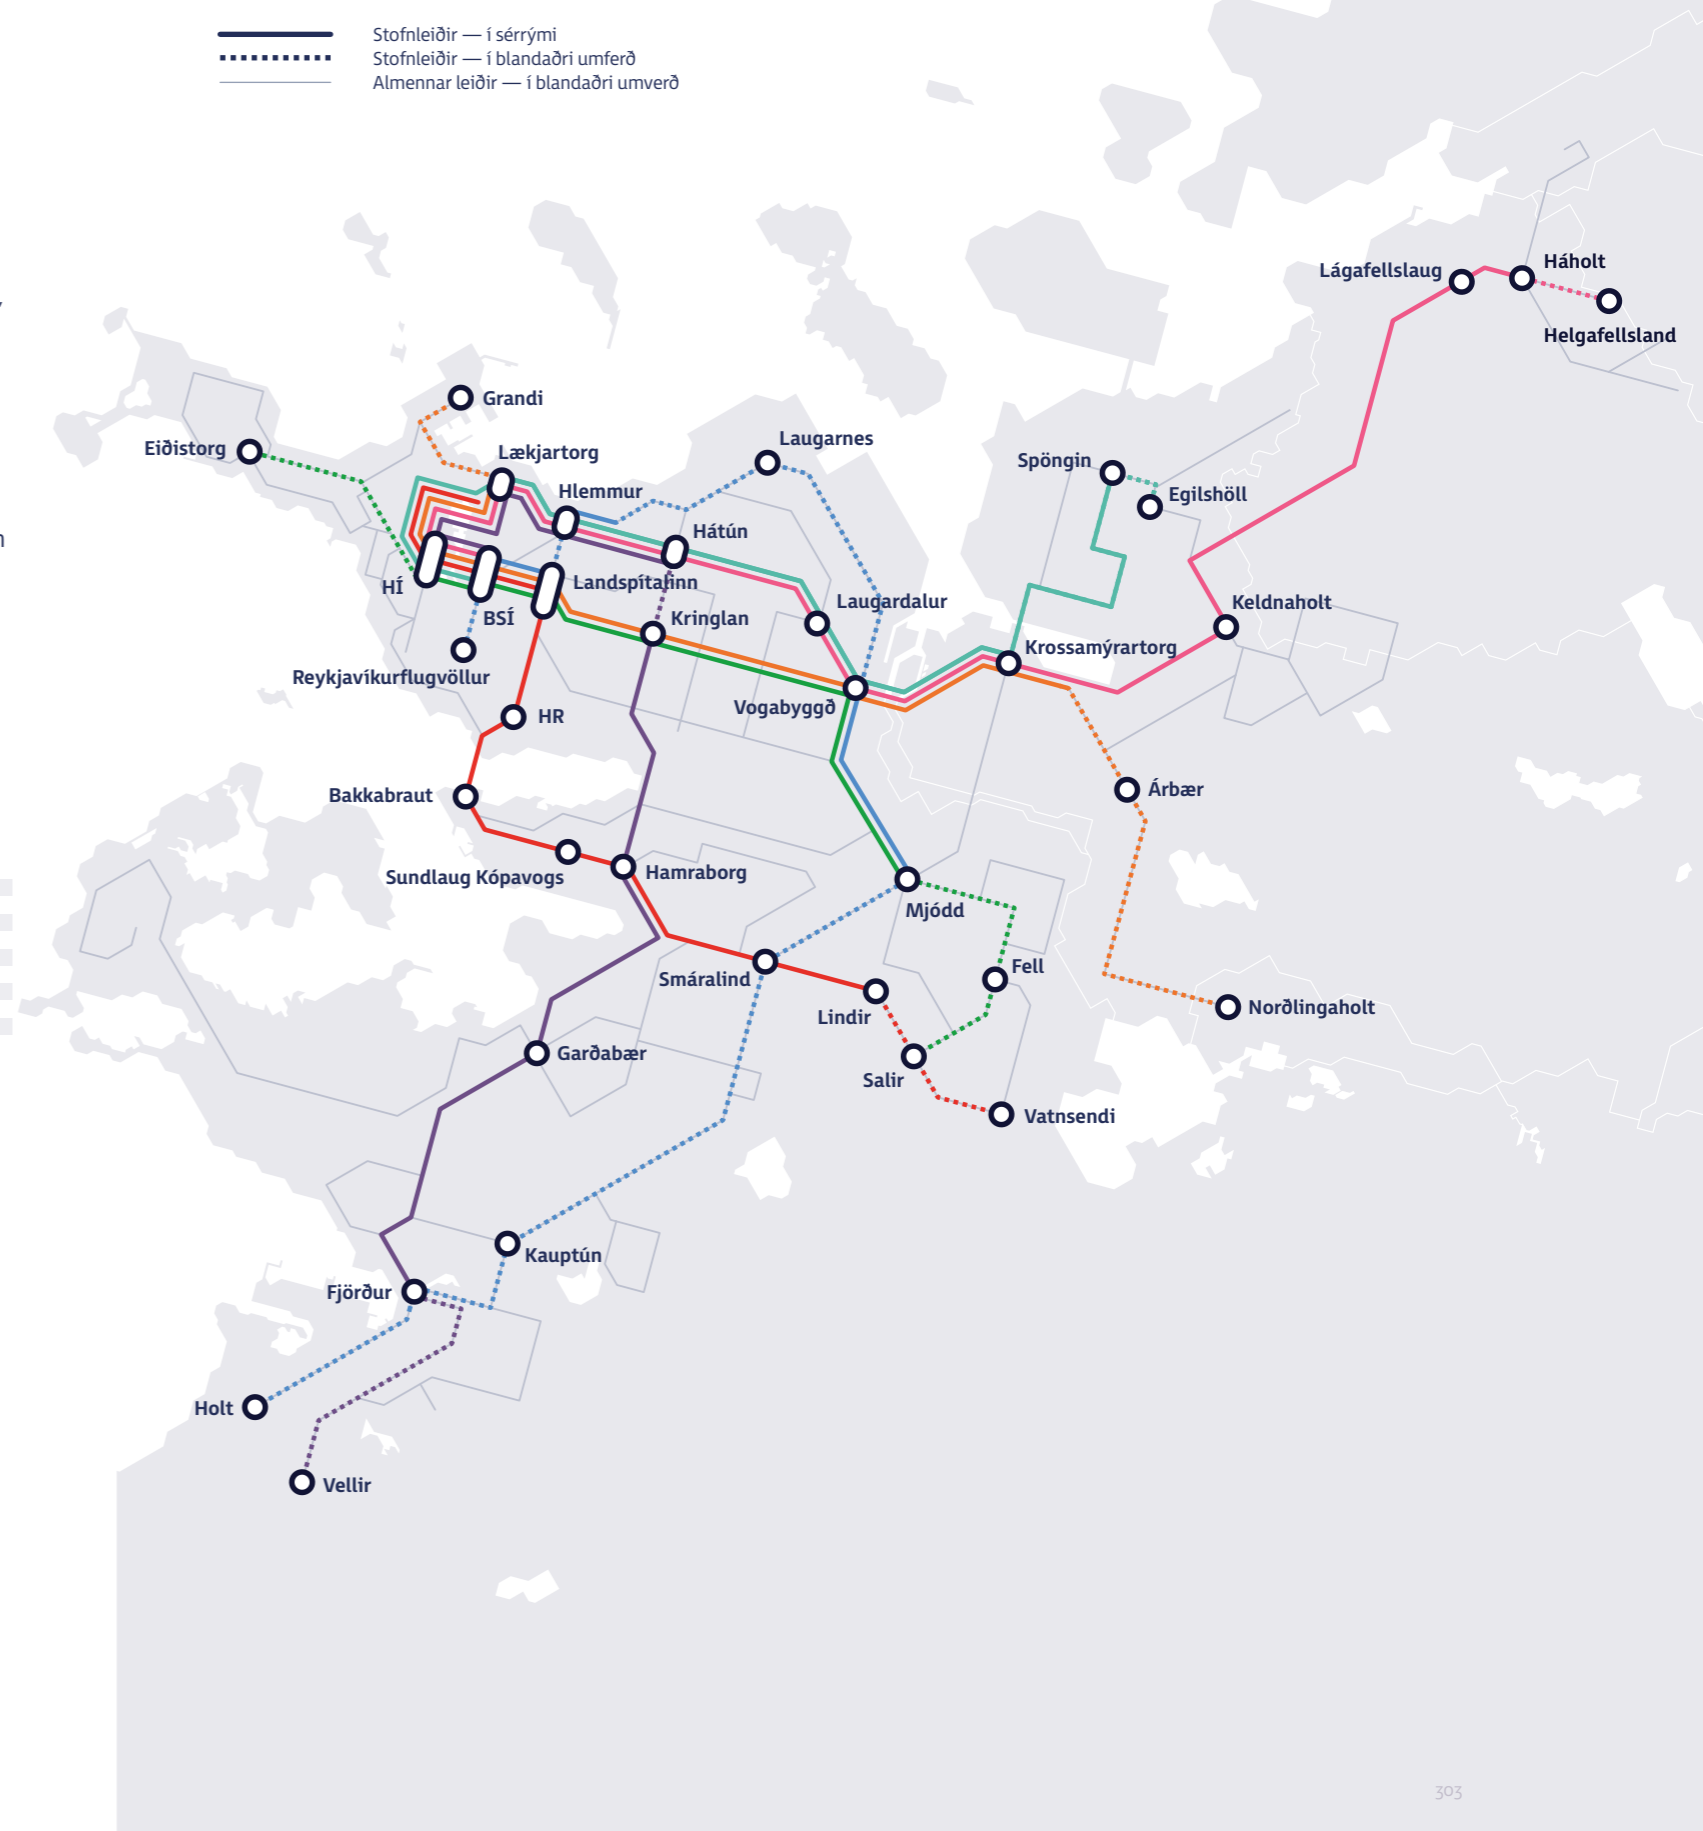 Stofnleiðir — í sérrými
Stofnleiðir — í blandaðri umferð
Almennar leiðir — í blandaðri umverð
Háholt
Lágafellslaug
Helgafellsland
Grandi
Eiðistorg
Lækjartorg
Laugarnes
Spöngin
Hlemmur
Egilshöll
Hátún
HÍ
Landspítalinn
Laugardalur
Keldnaholt
BSÍ
Kringlan
Krossamýrartorg
Reykjavíkurflugvöllur
Vogabyggð
HR
Bakkabraut
Árbær
Sundlaug Kópavogs
Hamraborg
Mjódd
Smáralind
Fell
Lindir
Norðlingaholt
Garðabær
Salir
Vatnsendi
Kauptún
Fjörður
Holt
Vellir
303